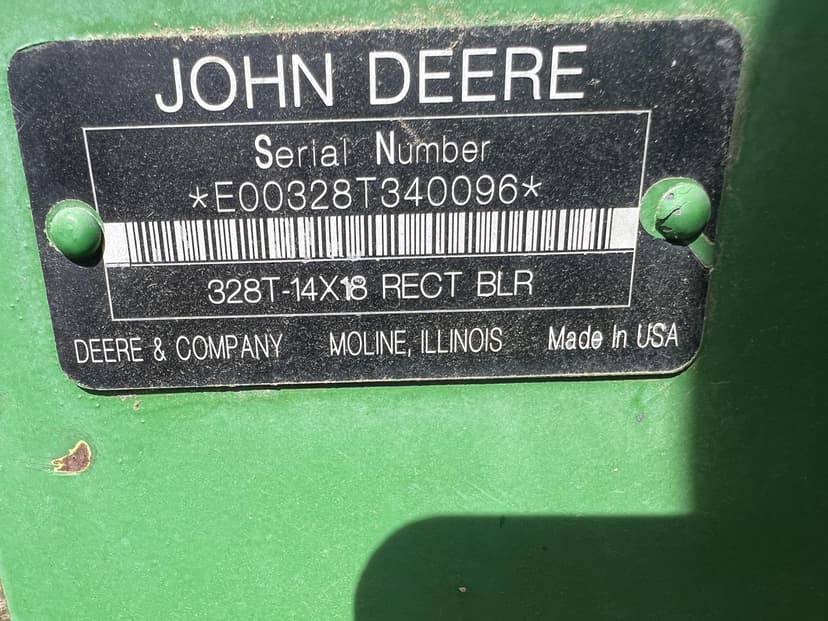 JOHN DEERE
Serial Number
*E00328T340096*
328T-14X18 RECT BLR
DEERE & COMPANY MOLINE, ILLINOIS Made In USA